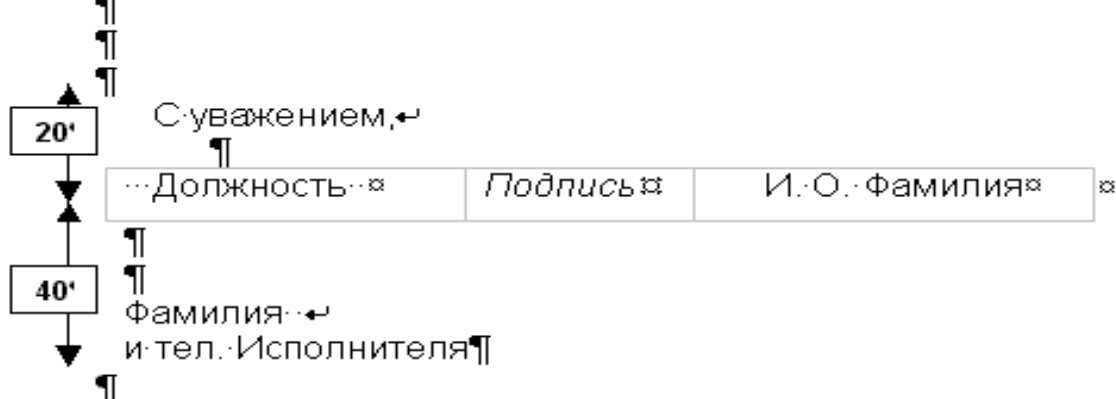 ¶
¶
¶
20'
С·уважением,↵
¶
···Должность··¤ Подпись¤ И.·О.·Фамилия¤ ¤
¶
¶
40'
Фамилия··↵
и·тел.·Исполнителя¶
¶